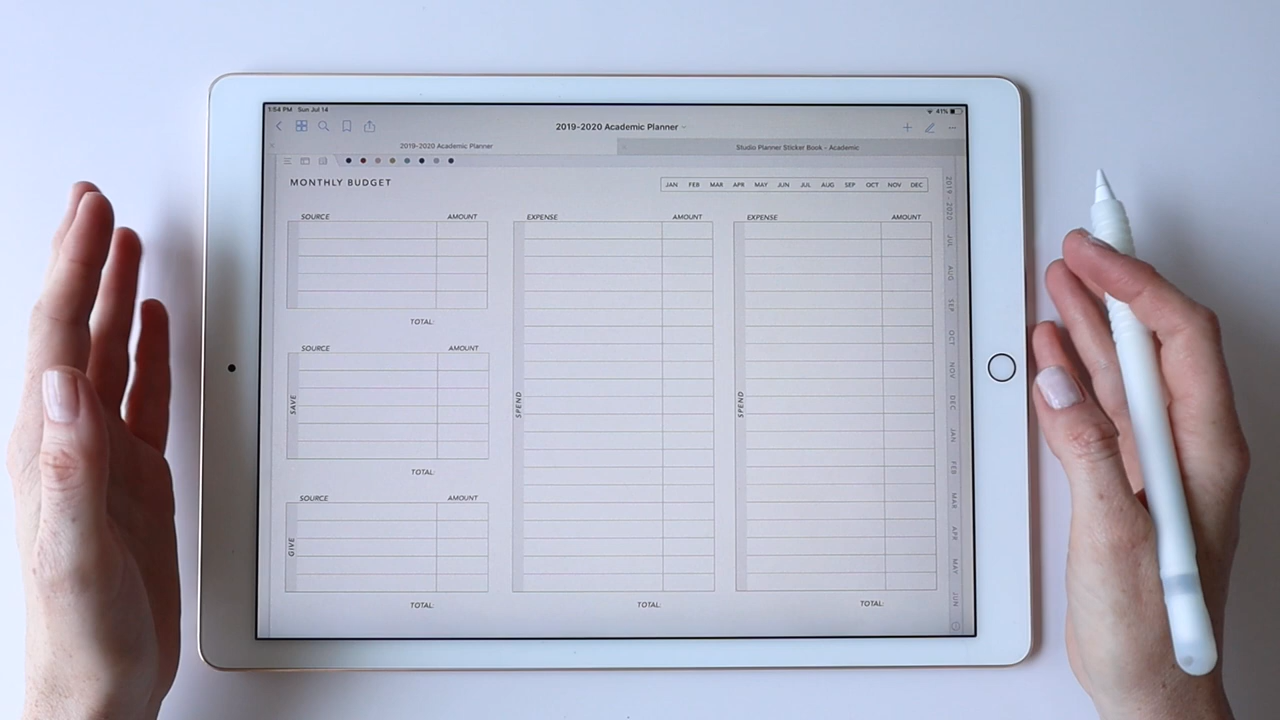 1:54 PM Sun Jul 14
41%
2019-2020 Academic Planner
2019-2020 Academic Planner
Studio Planner Sticker Book - Academic
MONTHLY BUDGET
JAN FEB MAR APR MAY JUN JUL AUG SEP OCT NOV DEC
SOURCE AMOUNT
TOTAL:
SOURCE AMOUNT
SAVE
TOTAL:
SOURCE AMOUNT
GIVE
TOTAL:
EXPENSE AMOUNT
SPEND
TOTAL:
EXPENSE AMOUNT
SPEND
TOTAL:
2019 - 2020
JUL
AUG
SEP
OCT
NOV
DEC
JAN
FEB
MAR
APR
MAY
JUN